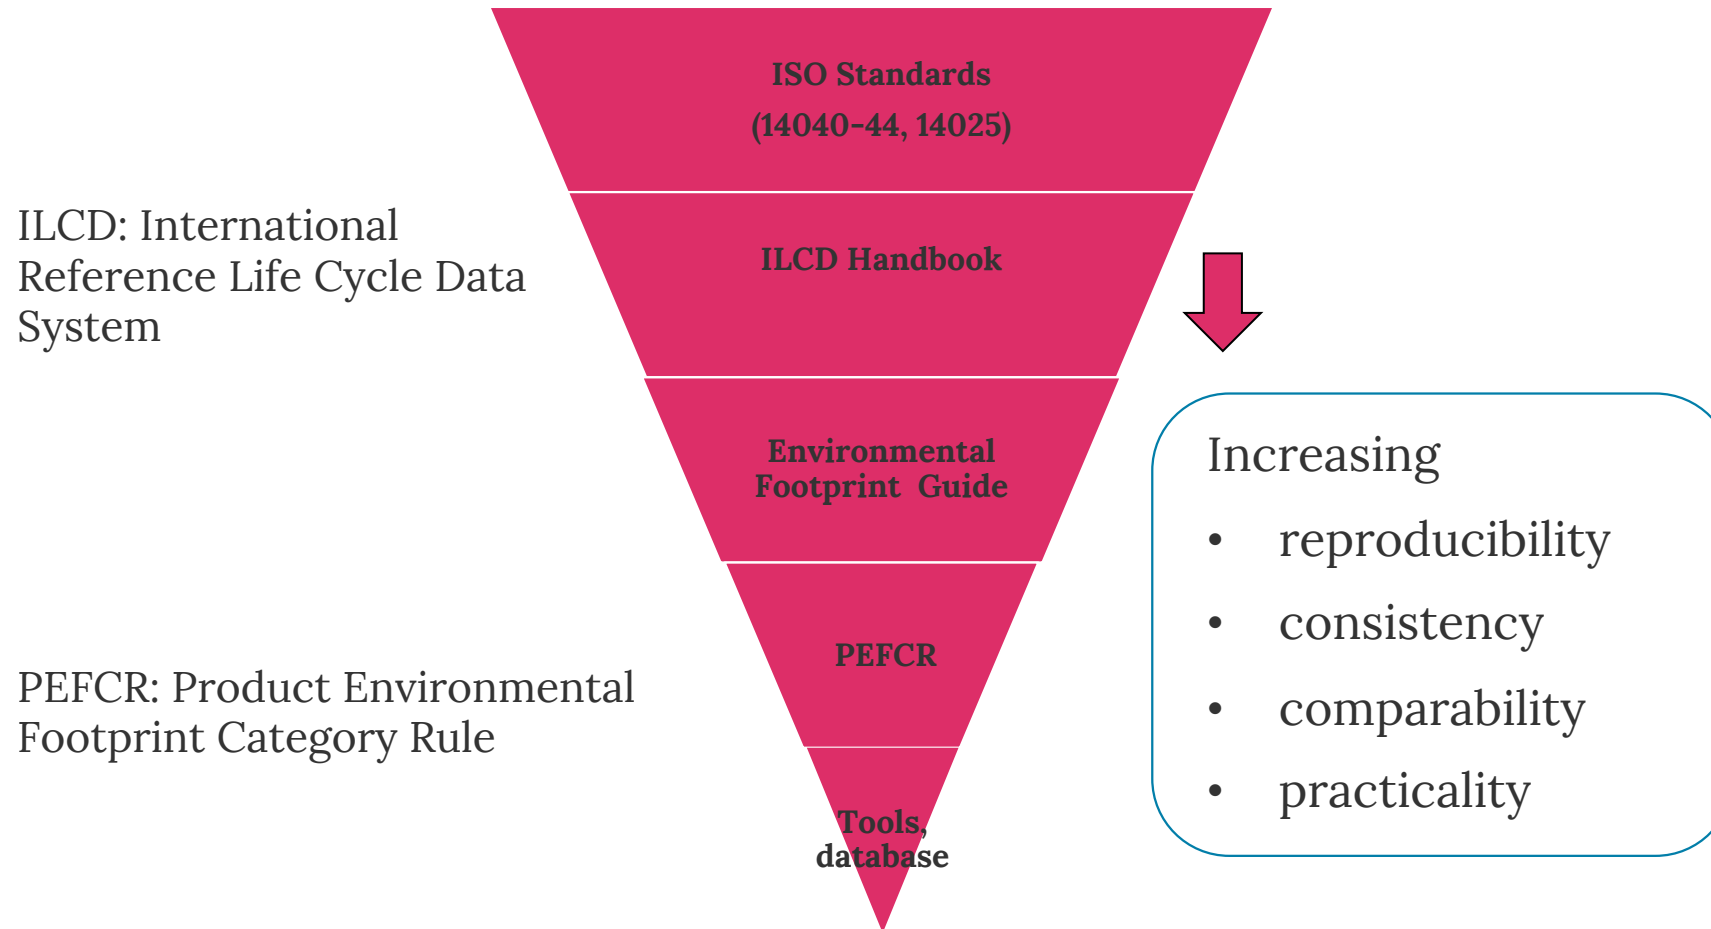 ISO Standards
(14040-44, 14025)
ILCD: International
Reference Life Cycle Data
System
ILCD Handbook
Environmental
Footprint Guide
Increasing
• reproducibility
• consistency
• comparability
• practicality
PEFCR
PEFCR: Product Environmental
Footprint Category Rule
Tools,
database